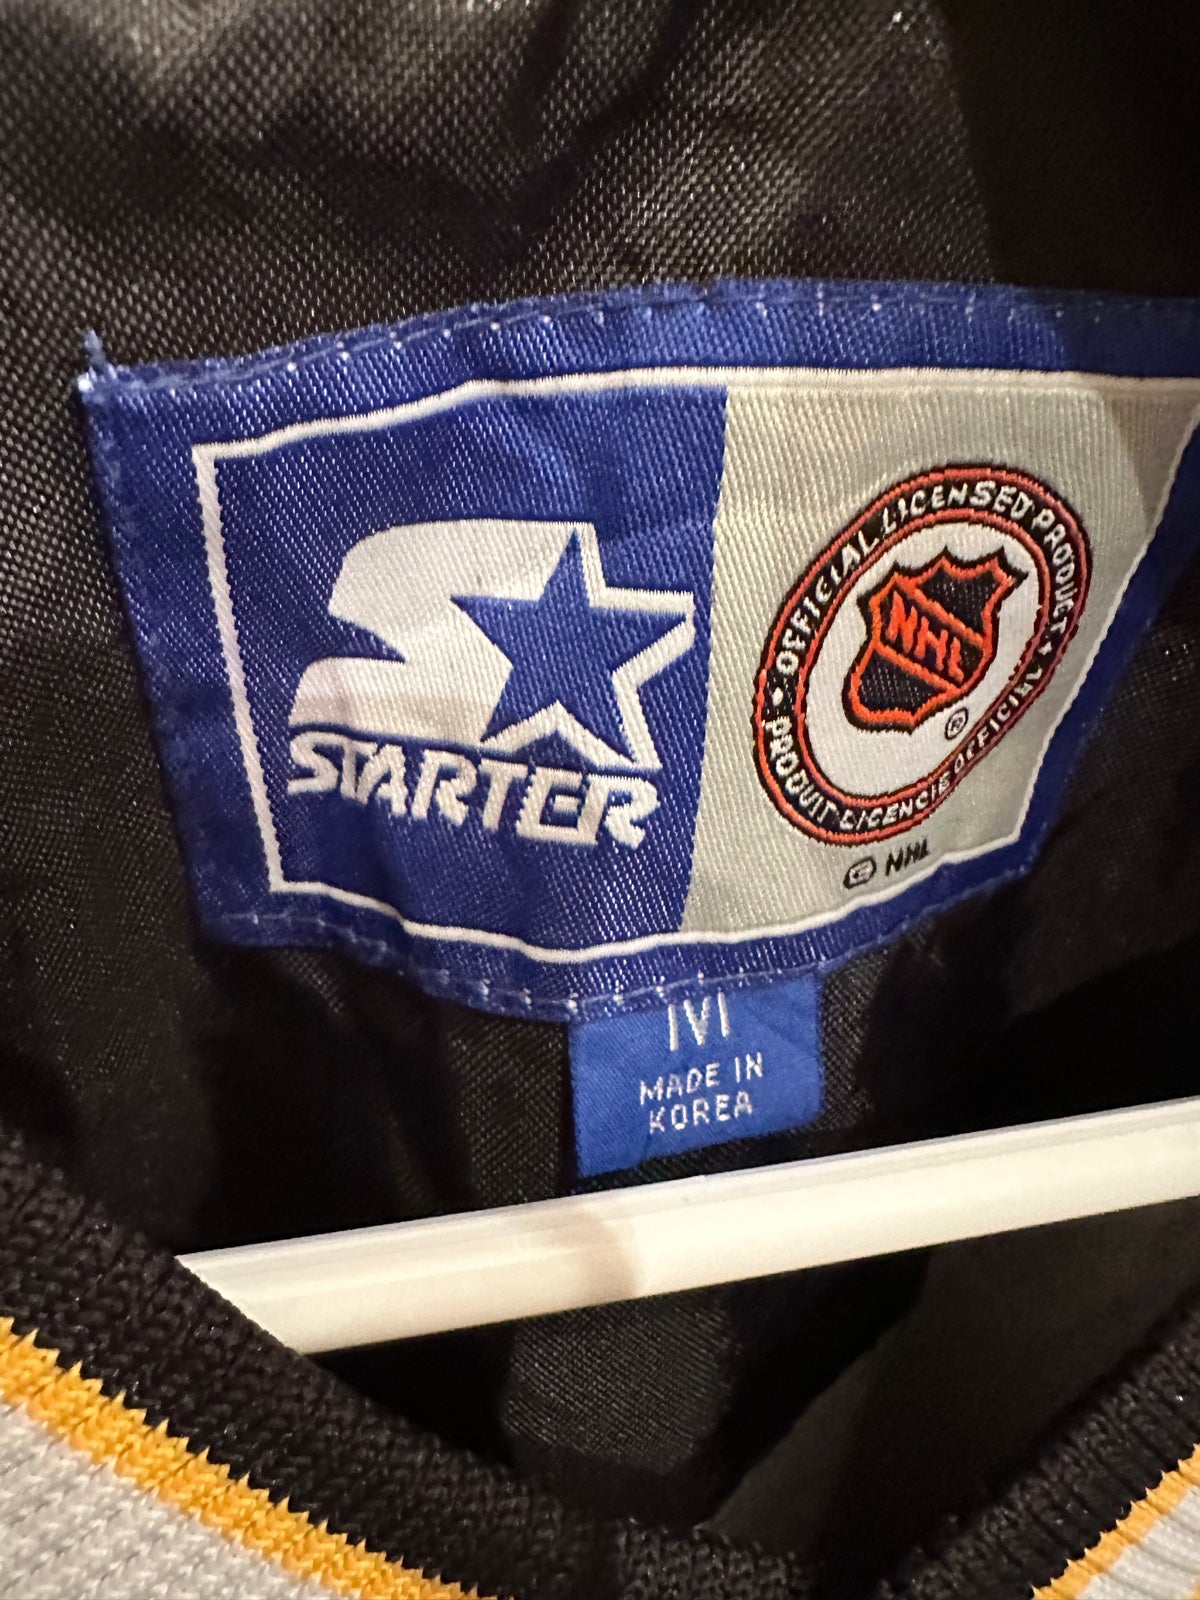 STARTER
OFFICIAL LICENSED PRODUCT
PRODUIT LICENCIE OFFICIEL
NHL
®
© NHL
M
MADE IN
KOREA